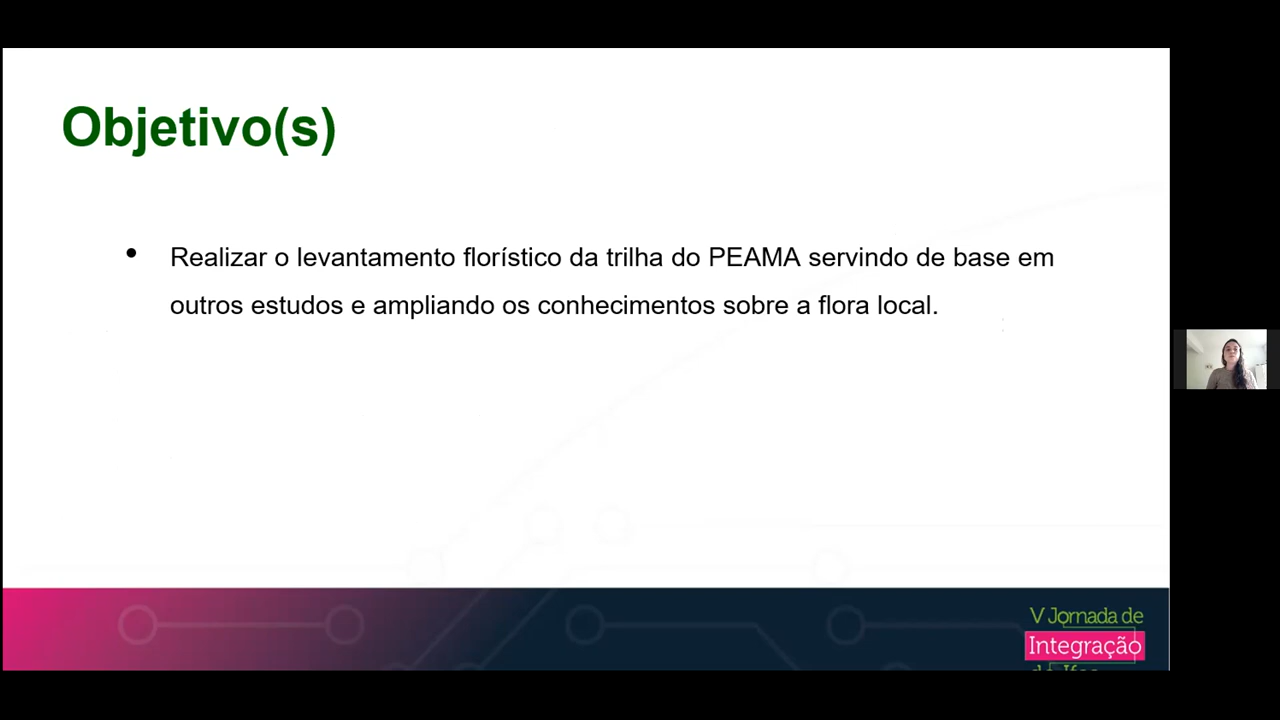 Objetivo(s)
• Realizar o levantamento florístico da trilha do PEAMA servindo de base em
outros estudos e ampliando os conhecimentos sobre a flora local.
V Jornada de
Integração